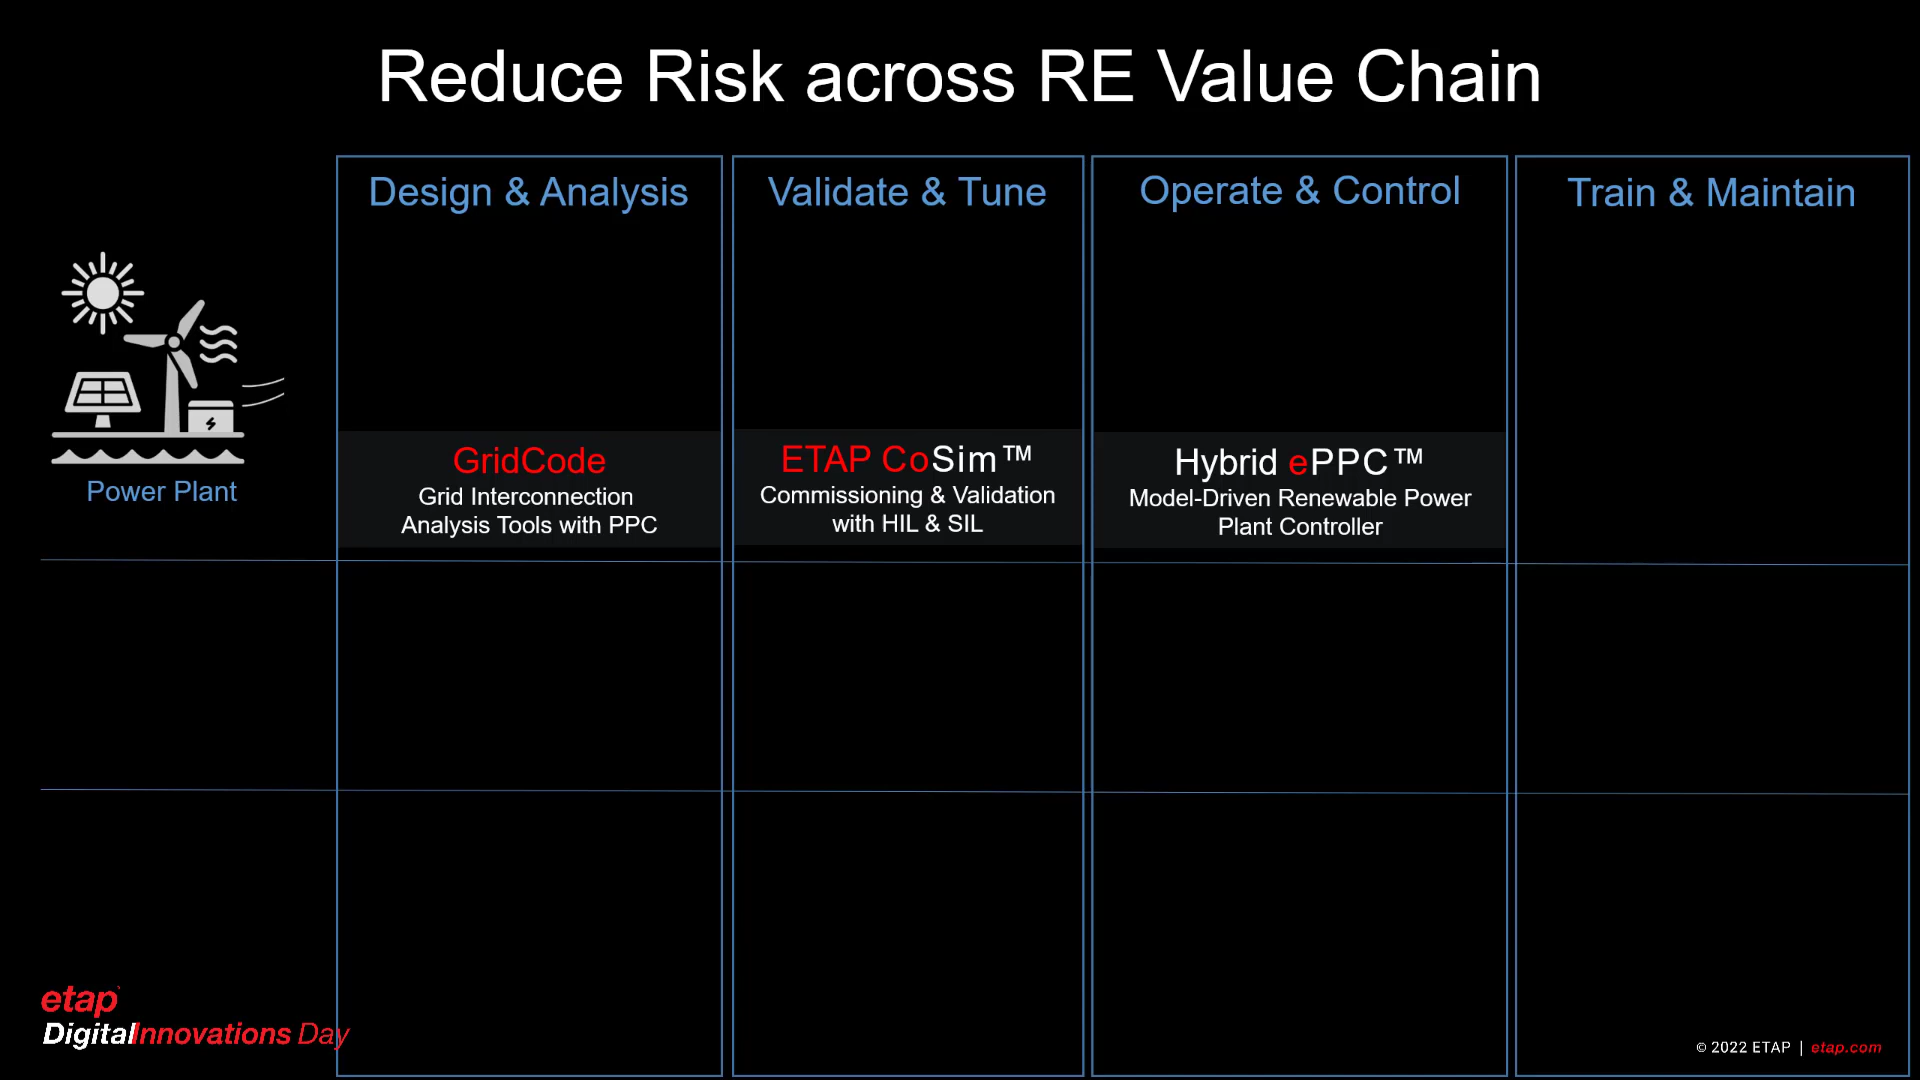 Reduce Risk across RE Value Chain
Design & Analysis
Validate & Tune
Operate & Control
Train & Maintain
Power Plant
GridCode
Grid Interconnection
Analysis Tools with PPC
ETAP CoSim™
Commissioning & Validation
with HIL & SIL
Hybrid ePPC™
Model-Driven Renewable Power
Plant Controller
etap
DigitalInnovations Day
© 2022 ETAP | etap.com